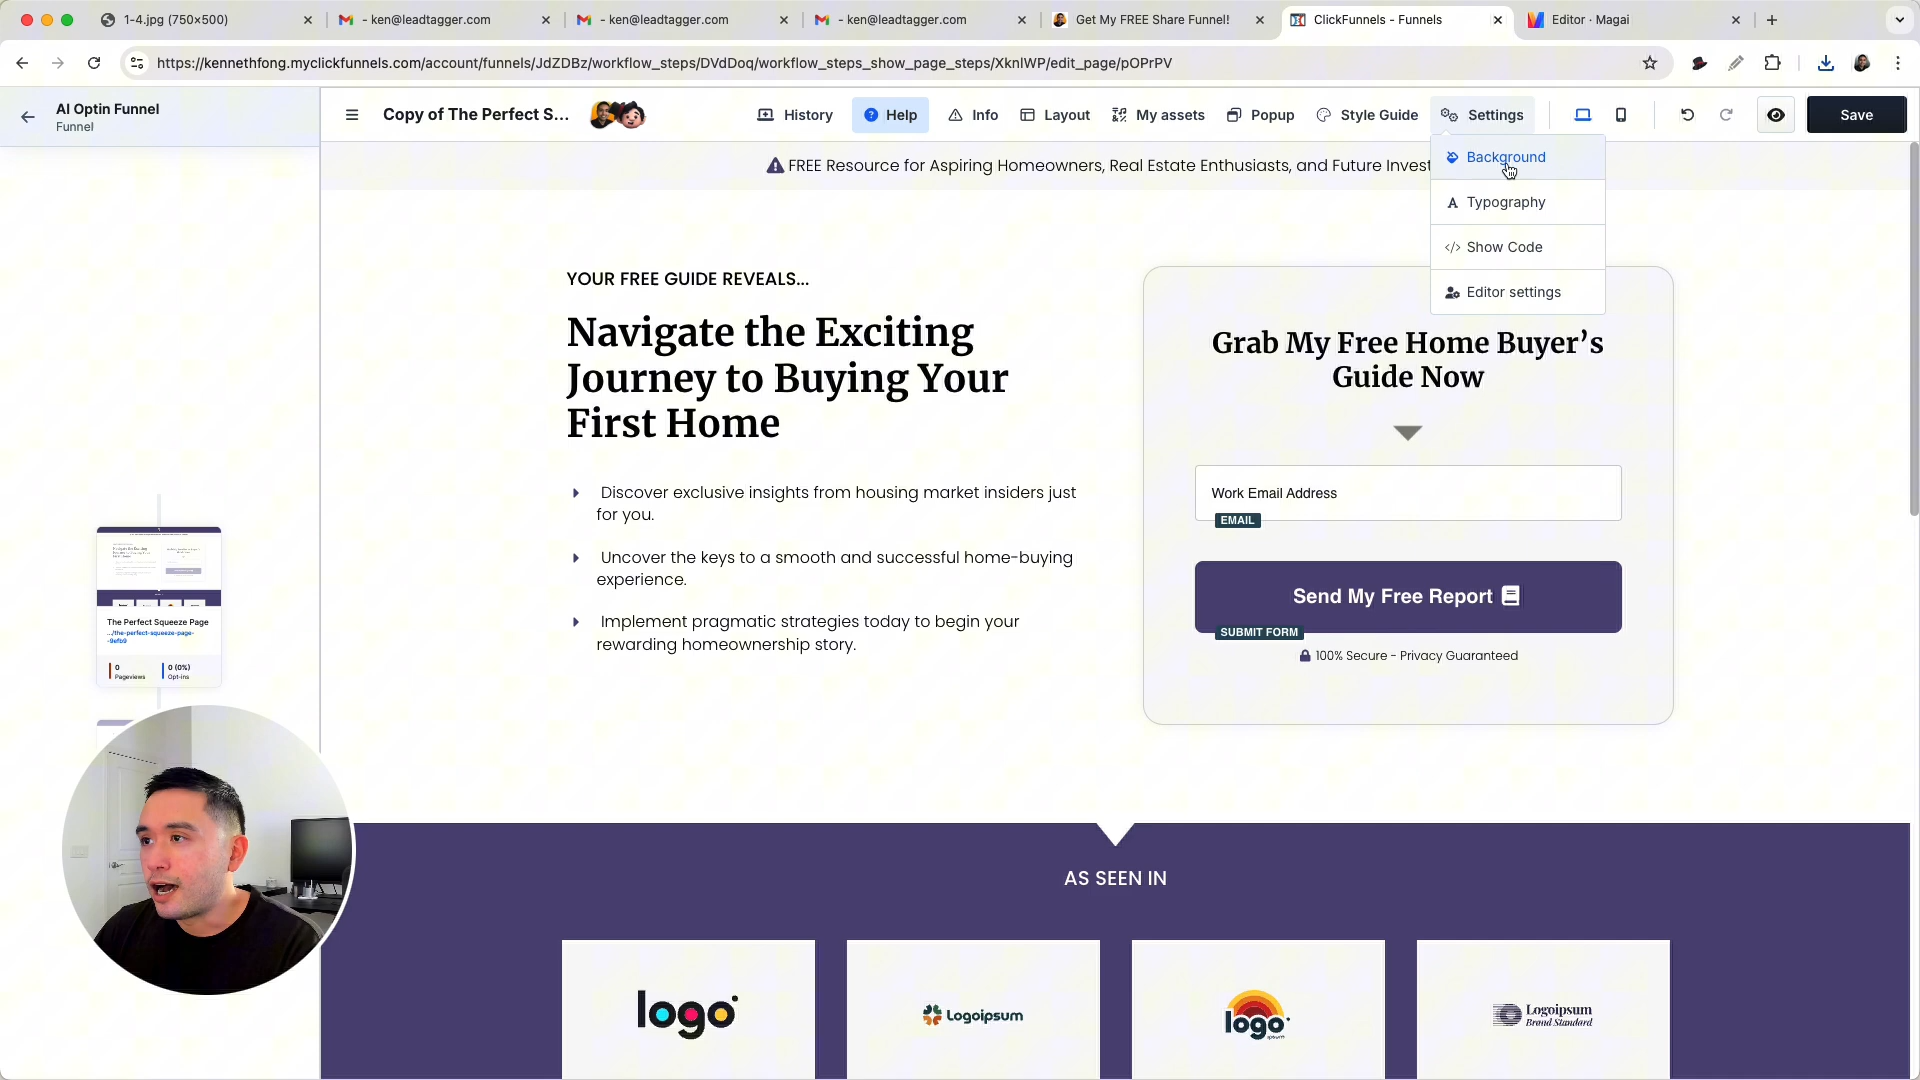 1-4.jpg (750×500)
- ken@leadtagger.com
- ken@leadtagger.com
- ken@leadtagger.com
Get My FREE Share Funnel!
ClickFunnels - Funnels
Editor · Magai
https://kennethfong.myclickfunnels.com/account/funnels/JdZDBz/workflow_steps/DVdDoq/workflow_steps_show_page_steps/XknlWP/edit_page/pOPrPV
AI Optin Funnel
Funnel
Copy of The Perfect S...
History
Help
Info
Layout
My assets
Popup
Style Guide
Settings
Save
Background
Typography
Show Code
Editor settings
FREE Resource for Aspiring Homeowners, Real Estate Enthusiasts, and Future Invest
YOUR FREE GUIDE REVEALS...
Navigate the Exciting
Journey to Buying Your
First Home
Discover exclusive insights from housing market insiders just
for you.
Uncover the keys to a smooth and successful home-buying
experience.
Implement pragmatic strategies today to begin your
rewarding homeownership story.
Grab My Free Home Buyer's
Guide Now
Work Email Address
EMAIL
Send My Free Report
SUBMIT FORM
100% Secure - Privacy Guaranteed
The Perfect Squeeze Page
.../the-perfect-squeeze-page-
-9efb9
0
Pageviews
0 (0%)
Opt-ins
AS SEEN IN
logo
Logoipsum
logo
ipsum
Logoipsum
Brand Standard